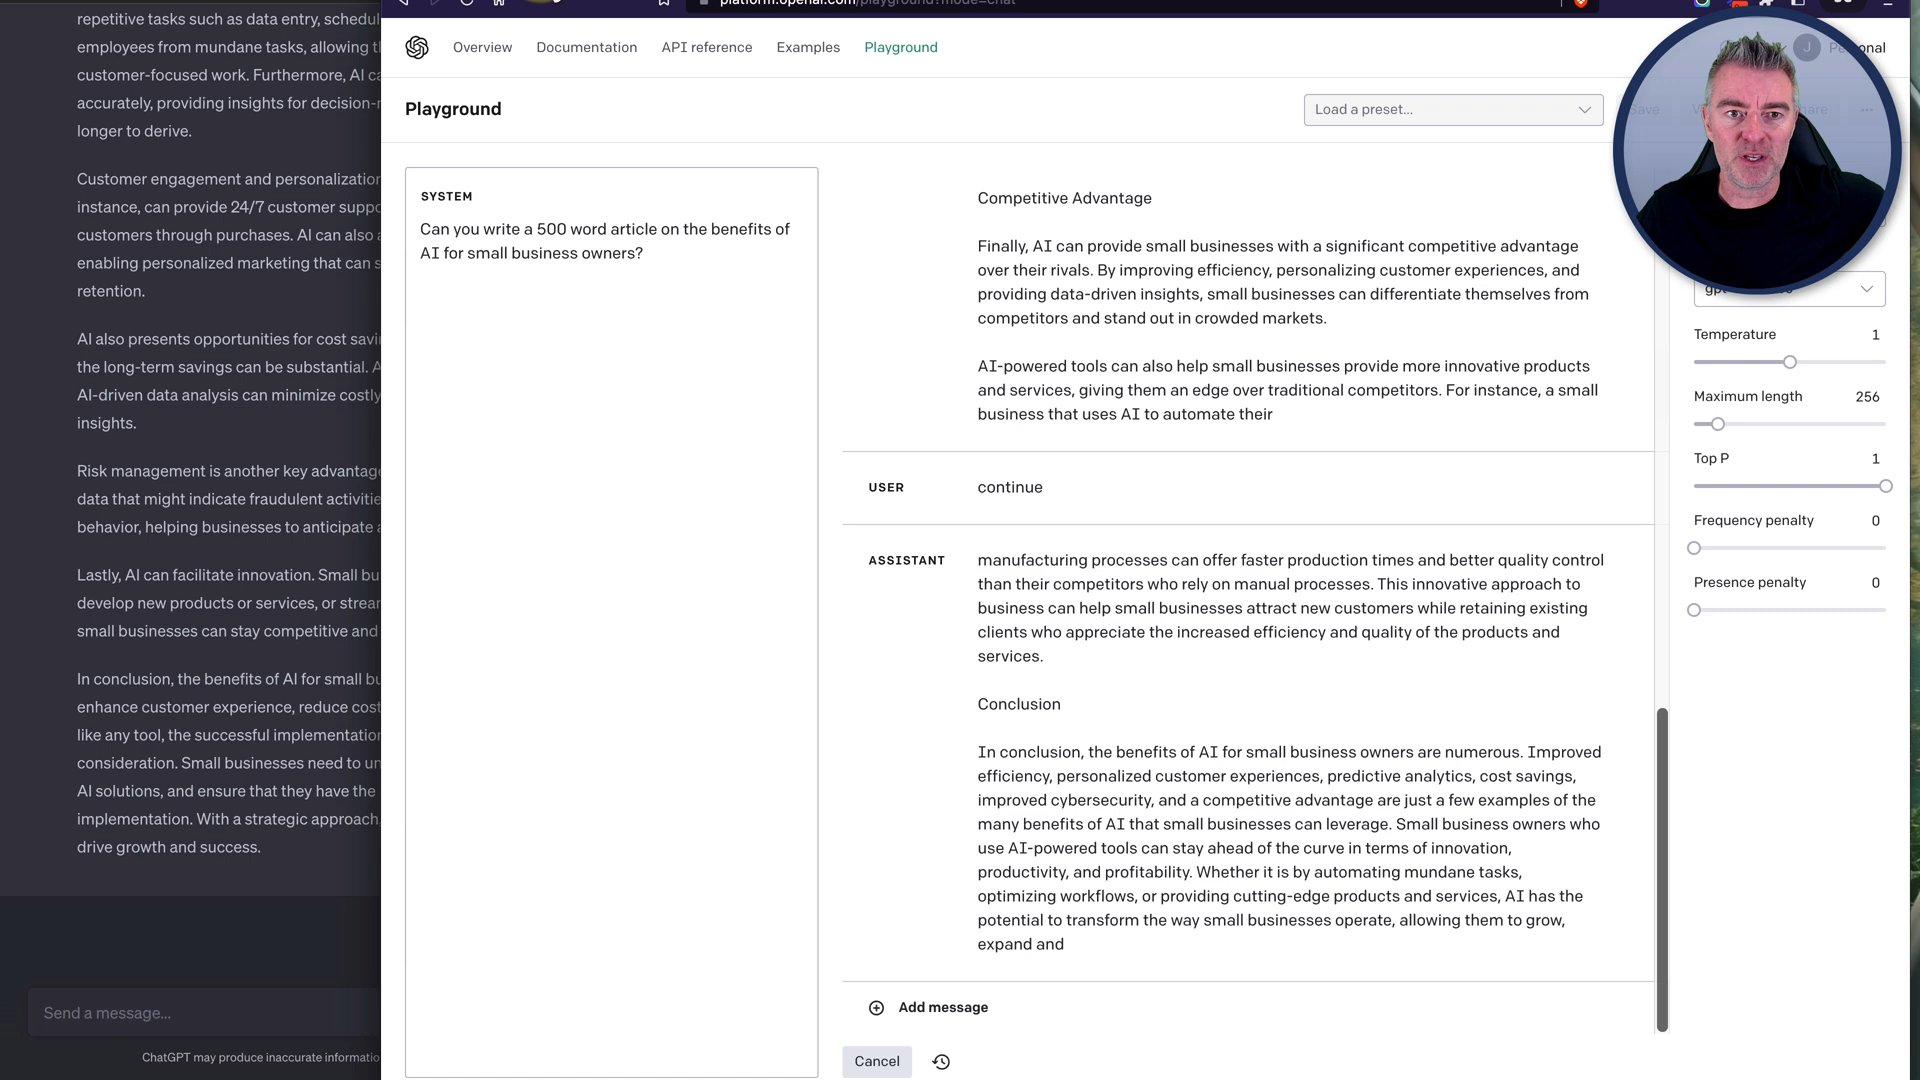 repetitive tasks such as data entry, schedul
employees from mundane tasks, allowing t
customer-focused work. Furthermore, AI ca
accurately, providing insights for decision-
longer to derive.
Customer engagement and personalization
instance, can provide 24/7 customer suppo
customers through purchases. AI can also
enabling personalized marketing that can s
retention.
AI also presents opportunities for cost savi
the long-term savings can be substantial. A
AI-driven data analysis can minimize costly
insights.
Risk management is another key advantage
data that might indicate fraudulent activitie
behavior, helping businesses to anticipate a
Lastly, AI can facilitate innovation. Small bu
develop new products or services, or strea
small businesses can stay competitive and
In conclusion, the benefits of AI for small bu
enhance customer experience, reduce cost
like any tool, the successful implementation
consideration. Small businesses need to un
AI solutions, and ensure that they have the
implementation. With a strategic approach,
drive growth and success.
Send a message...
ChatGPT may produce inaccurate informatio
platform.openai.com/playground?mode=chat
Overview
Documentation
API reference
Examples
Playground
J
Playground
Load a preset...
SYSTEM
Can you write a 500 word article on the benefits of
AI for small business owners?
Competitive Advantage
Finally, AI can provide small businesses with a significant competitive advantage
over their rivals. By improving efficiency, personalizing customer experiences, and
providing data-driven insights, small businesses can differentiate themselves from
competitors and stand out in crowded markets.
AI-powered tools can also help small businesses provide more innovative products
and services, giving them an edge over traditional competitors. For instance, a small
business that uses AI to automate their
USER
continue
ASSISTANT
manufacturing processes can offer faster production times and better quality control
than their competitors who rely on manual processes. This innovative approach to
business can help small businesses attract new customers while retaining existing
clients who appreciate the increased efficiency and quality of the products and
services.
Conclusion
In conclusion, the benefits of AI for small business owners are numerous. Improved
efficiency, personalized customer experiences, predictive analytics, cost savings,
improved cybersecurity, and a competitive advantage are just a few examples of the
many benefits of AI that small businesses can leverage. Small business owners who
use AI-powered tools can stay ahead of the curve in terms of innovation,
productivity, and profitability. Whether it is by automating mundane tasks,
optimizing workflows, or providing cutting-edge products and services, AI has the
potential to transform the way small businesses operate, allowing them to grow,
expand and
Add message
Cancel
Temperature 1
Maximum length 256
Top P 1
Frequency penalty 0
Presence penalty 0